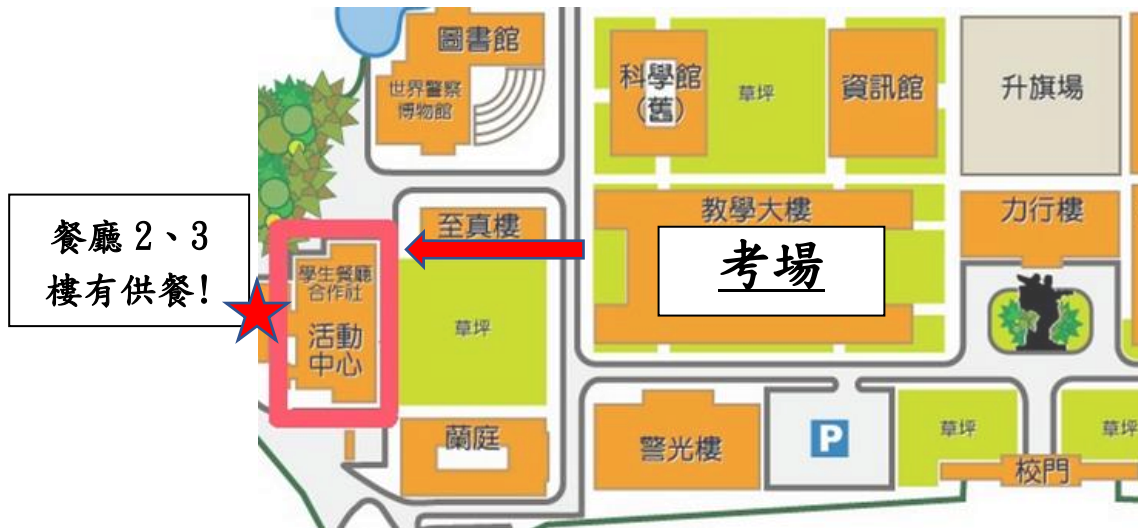 圖書館
世界警察
博物館
科學館
(舊)
草坪
資訊館
升旗場
餐廳 2、3
樓有供餐!
至真樓
教學大樓
考場
力行樓
學生餐廳
合作社
活動
中心
草坪
蘭庭
警光樓
P
草坪
草坪
校門